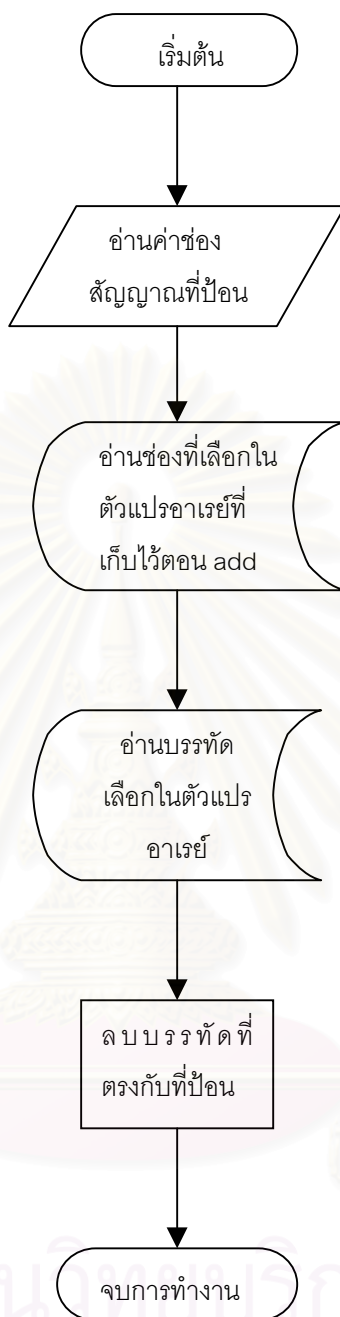 เริ่มต้น
อ่านค่าช่อง
สัญญาณที่ป้อน
อ่านช่องที่เลือกใน
ตัวแปรอาเรย์ที่
เก็บไว้ตอน add
อ่านบรรทัด
เลือกในตัวแปร
อาเรย์
ลบบรรทัดที่
ตรงกับที่ป้อน
จบการทำงาน